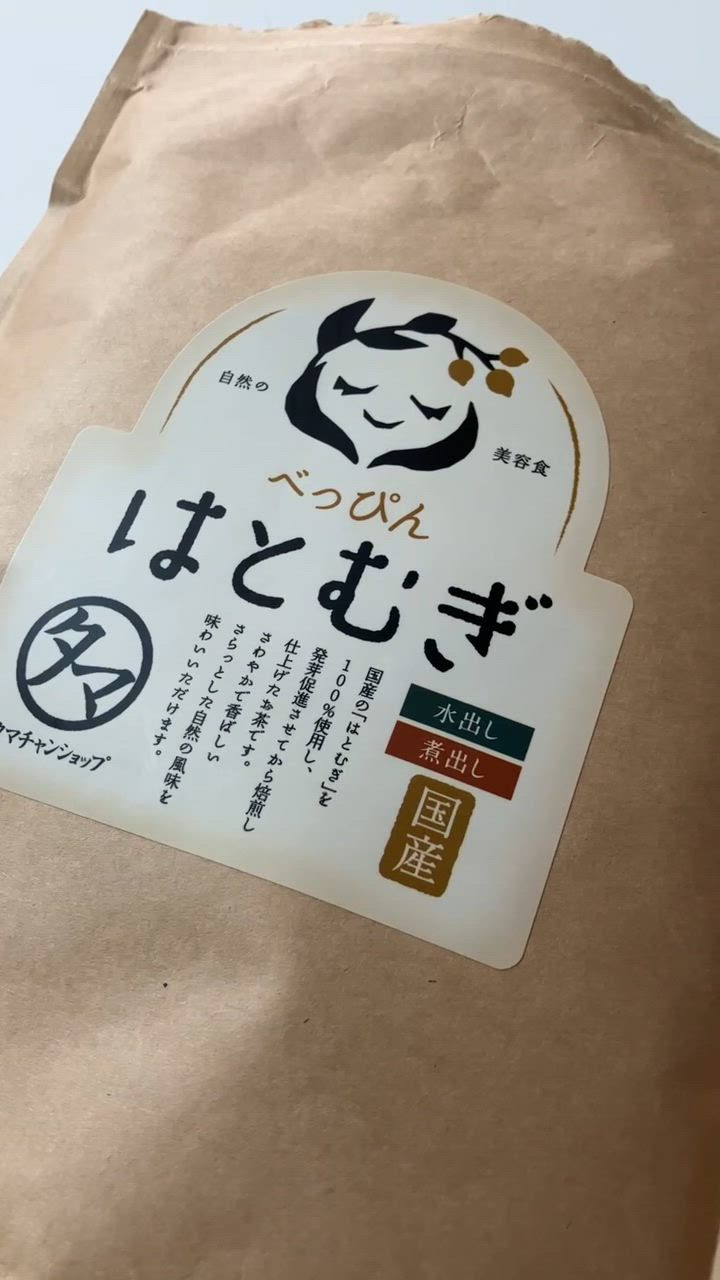 自然の
美容食
べっぴん
はとむぎ
水出し
煮出し
国産
国産の「はとむぎ」を
100%使用し、
発芽促進させてから焙煎し
仕上げたお茶です。
さわやかで香ばしい
さらっとした自然の風味を
味わいいただけます。
タマ
タマチャンショップ